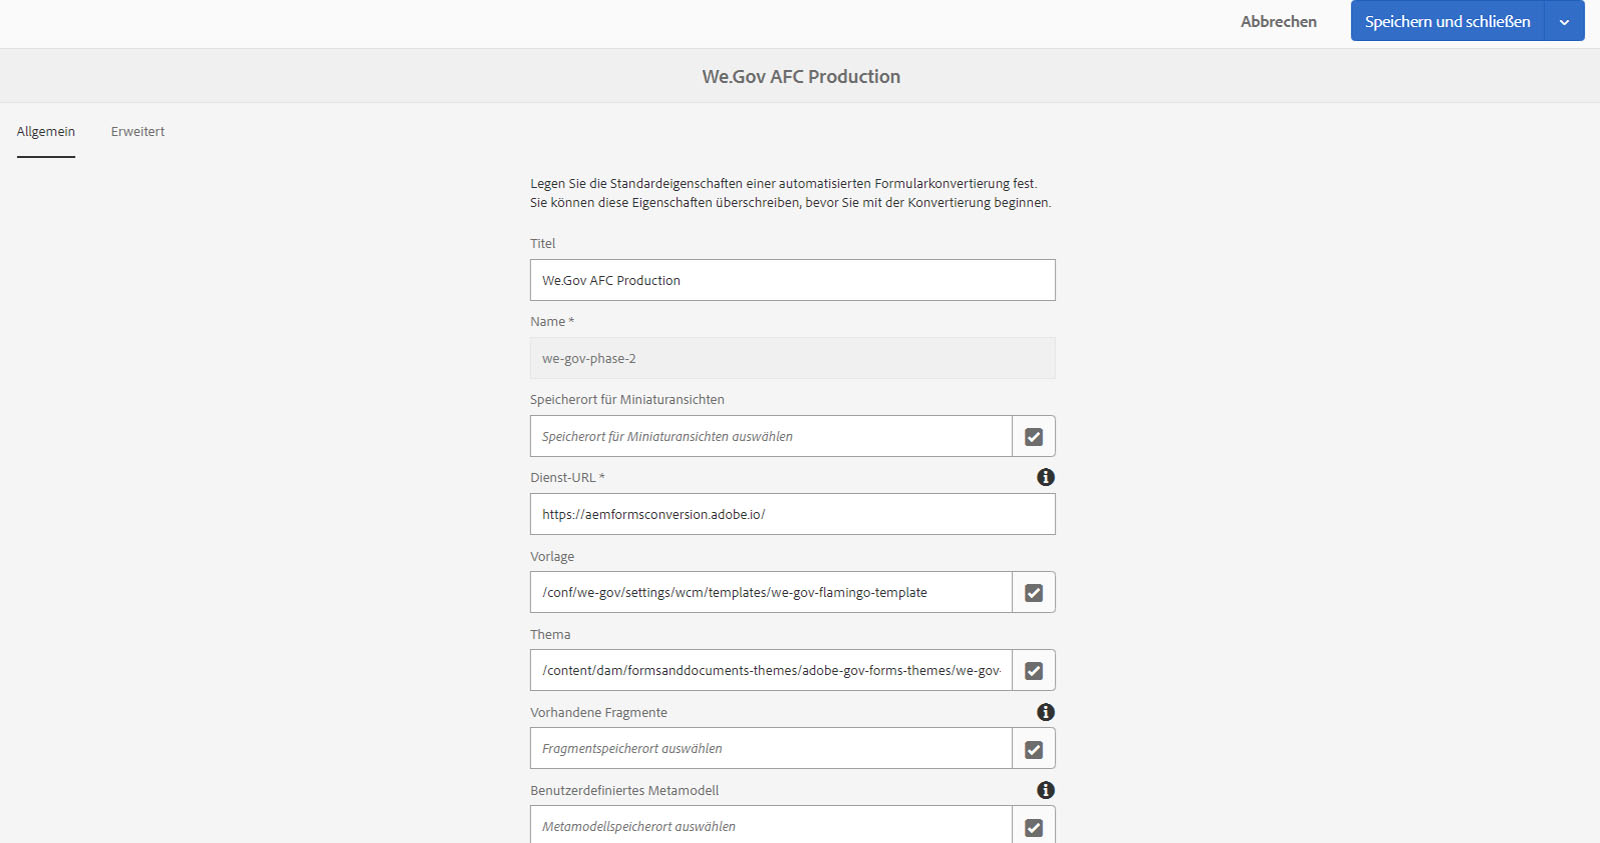 Abbrechen
Speichern und schließen
We.Gov AFC Production
Allgemein
Erweitert
Legen Sie die Standardeigenschaften einer automatisierten Formularkonvertierung fest.
Sie können diese Eigenschaften überschreiben, bevor Sie mit der Konvertierung beginnen.
Titel
We.Gov AFC Production
Name *
we-gov-phase-2
Speicherort für Miniaturansichten
Speicherort für Miniaturansichten auswählen
Dienst-URL *
https://aemformsconversion.adobe.io/
Vorlage
/conf/we-gov/settings/wcm/templates/we-gov-flamingo-template
Thema
/content/dam/formsanddocuments-themes/adobe-gov-forms-themes/we-gov-
Vorhandene Fragmente
Fragmentspeicherort auswählen
Benutzerdefiniertes Metamodell
Metamodellspeicherort auswählen